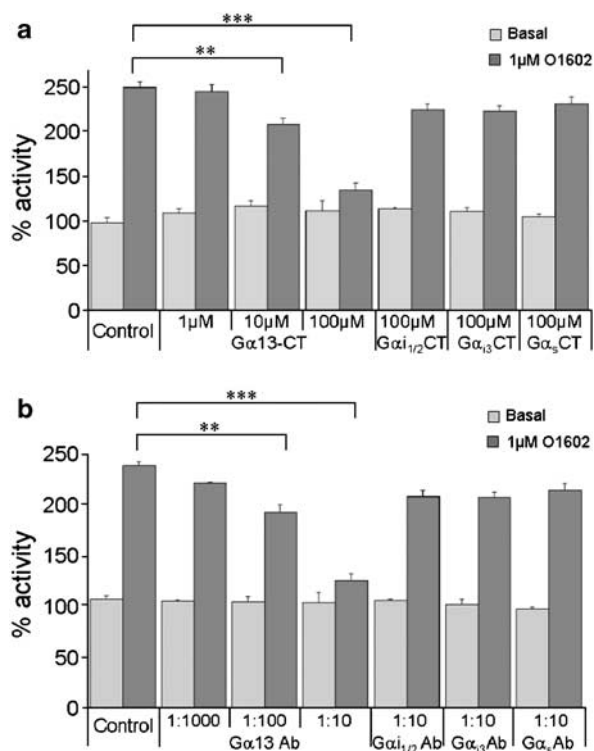 a
***
**
Basal
1µM O1602
% activity
250
200
150
100
50
0
Control
1µM
10µM
100µM
100µM
100µM
100µM
Gα13-CT
Gαi1/2CT
Gαi3CT
GαsCT
b
***
**
Basal
1µM O1602
% activity
250
200
150
100
50
0
Control
1:1000
1:100
1:10
1:10
1:10
1:10
Gα13 Ab
Gαi1/2 Ab
Gαi3Ab
GαsAb